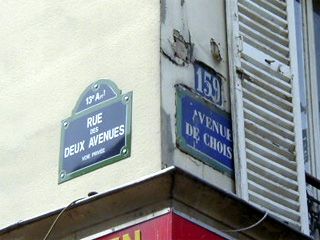 13e Arrt
RUE
DES
DEUX AVENUES
VOIE PRIVÉE
159
AVENUE
DE CHOIS